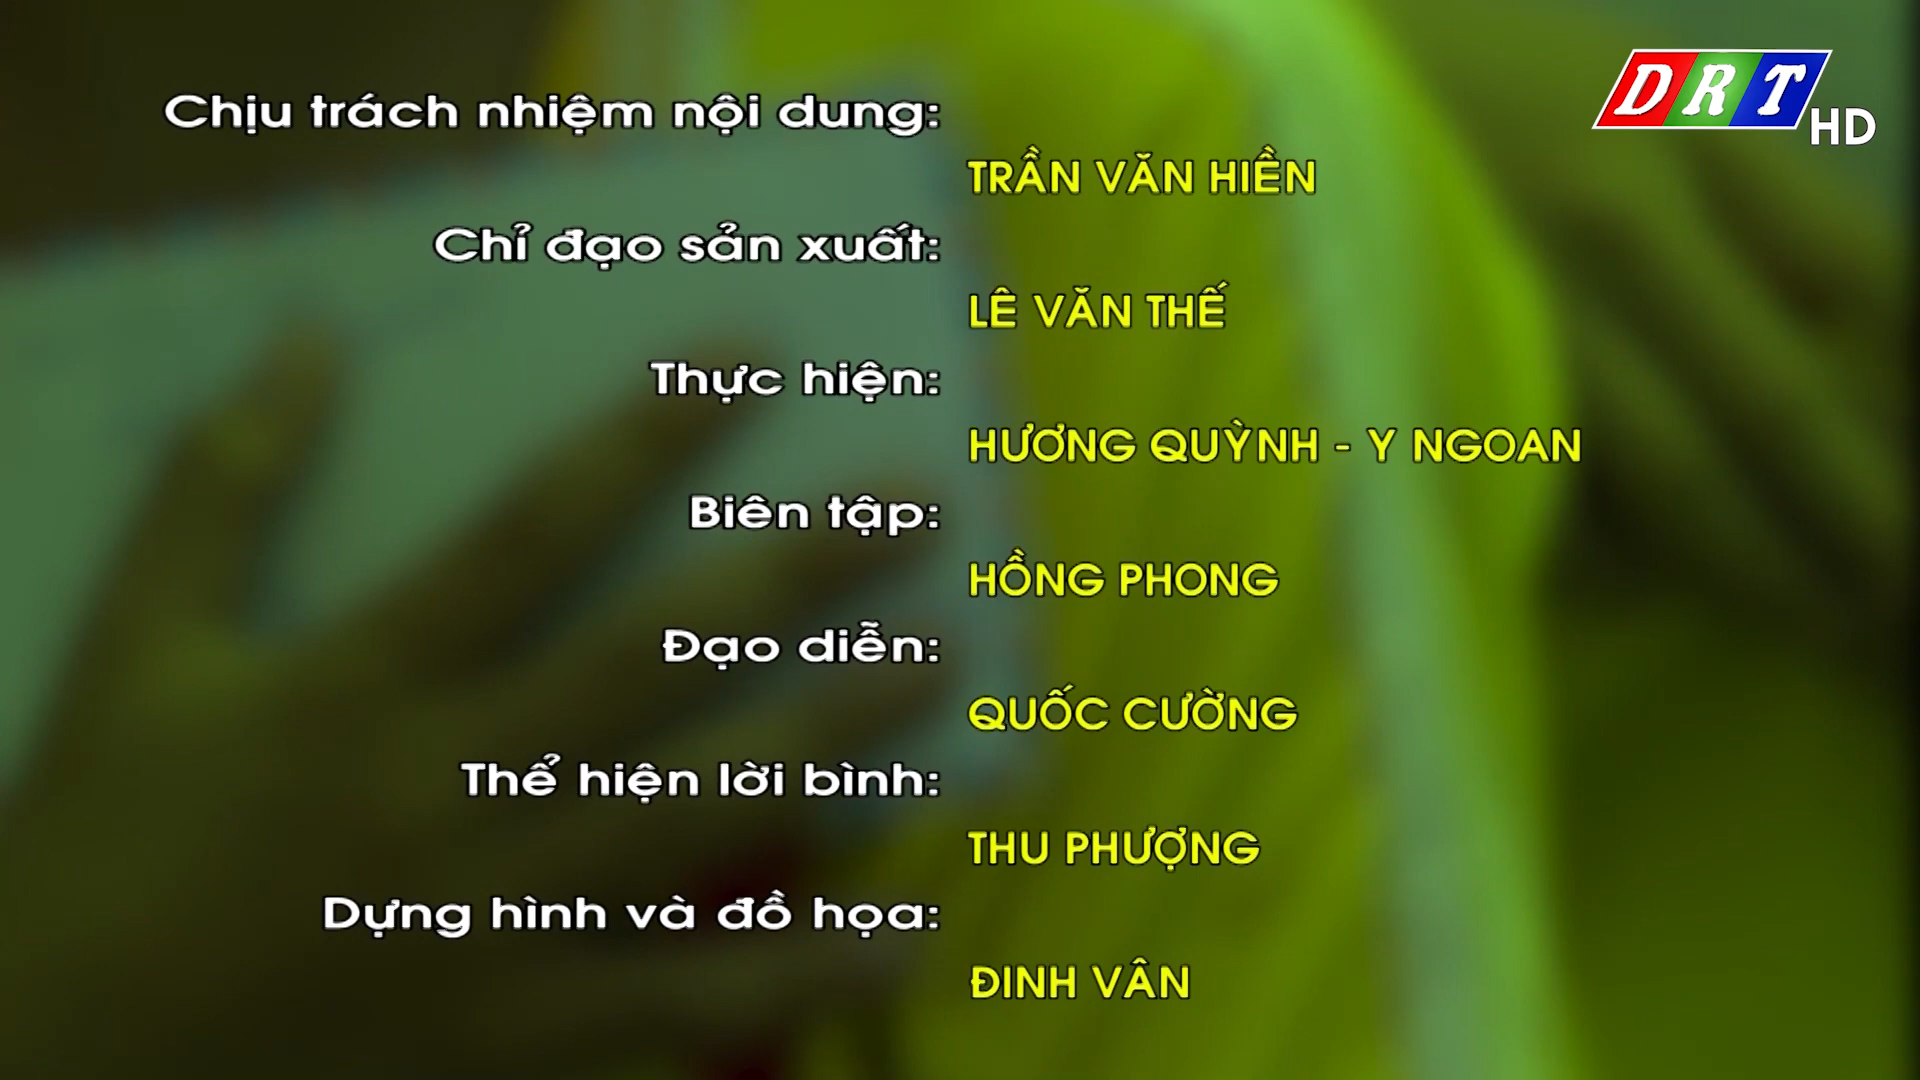 DRT HD
Chịu trách nhiệm nội dung:
TRẦN VĂN HIỀN
Chỉ đạo sản xuất:
LÊ VĂN THẾ
Thực hiện:
HƯƠNG QUỲNH - Y NGOAN
Biên tập:
HỒNG PHONG
Đạo diễn:
QUỐC CƯỜNG
Thể hiện lời bình:
THU PHƯỢNG
Dựng hình và đồ họa:
ĐINH VÂN